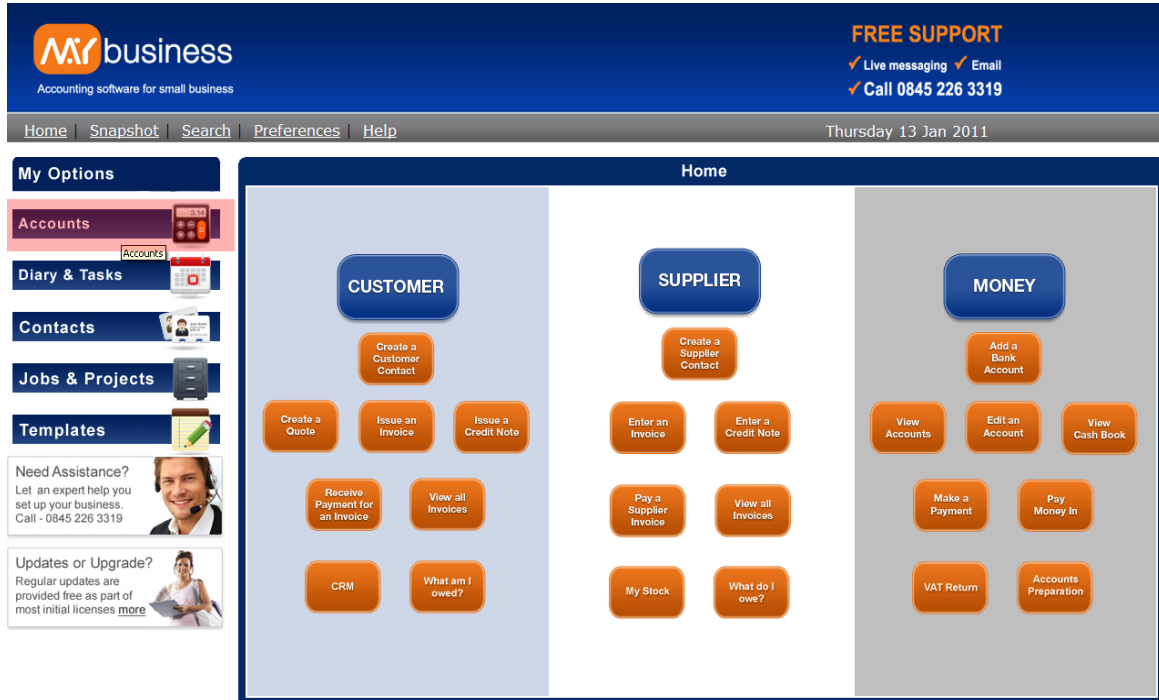 MY business
Accounting software for small business
FREE SUPPORT
✓ Live messaging ✓ Email
✓ Call 0845 226 3319
Home | Snapshot | Search | Preferences | Help
Thursday 13 Jan 2011
My Options
Accounts
3.14
Accounts
Diary & Tasks
Contacts
Jobs & Projects
Templates
Need Assistance?
Let an expert help you
set up your business.
Call - 0845 226 3319
Updates or Upgrade?
Regular updates are
provided free as part of
most initial licenses more
Home
CUSTOMER
Create a
Customer
Contact
Create a
Quote
Issue an
Invoice
Issue a
Credit Note
Receive
Payment for
an Invoice
View all
Invoices
CRM
What am I
owed?
SUPPLIER
Create a
Supplier
Contact
Enter an
Invoice
Enter a
Credit Note
Pay a
Supplier
Invoice
View all
Invoices
My Stock
What do I
owe?
MONEY
Add a
Bank
Account
View
Accounts
Edit an
Account
View
Cash Book
Make a
Payment
Pay
Money In
VAT Return
Accounts
Preparation